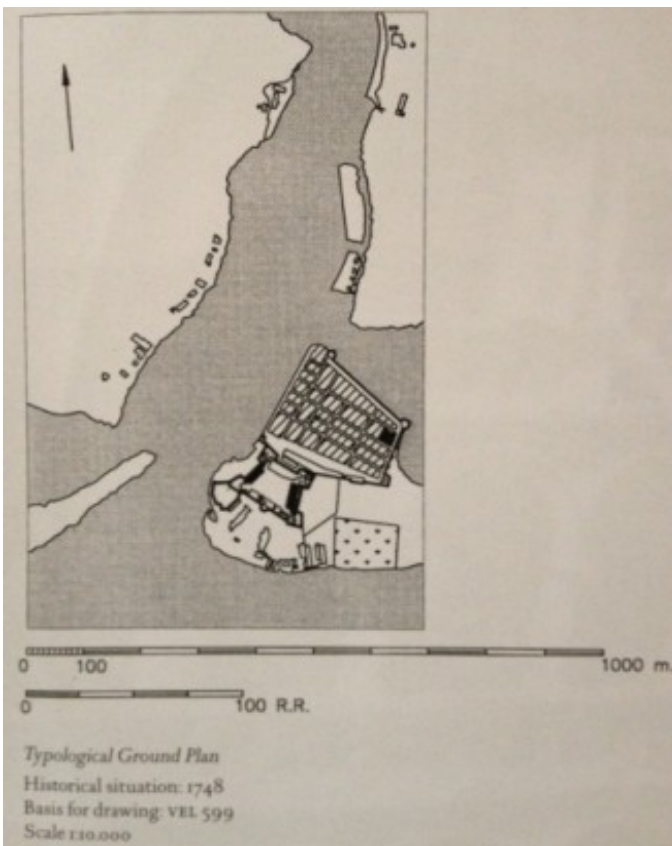 0 100 1000 m.
0 100 R.R.
Typological Ground Plan
Historical situation: 1748
Basis for drawing: VEL 599
Scale 1:10.000